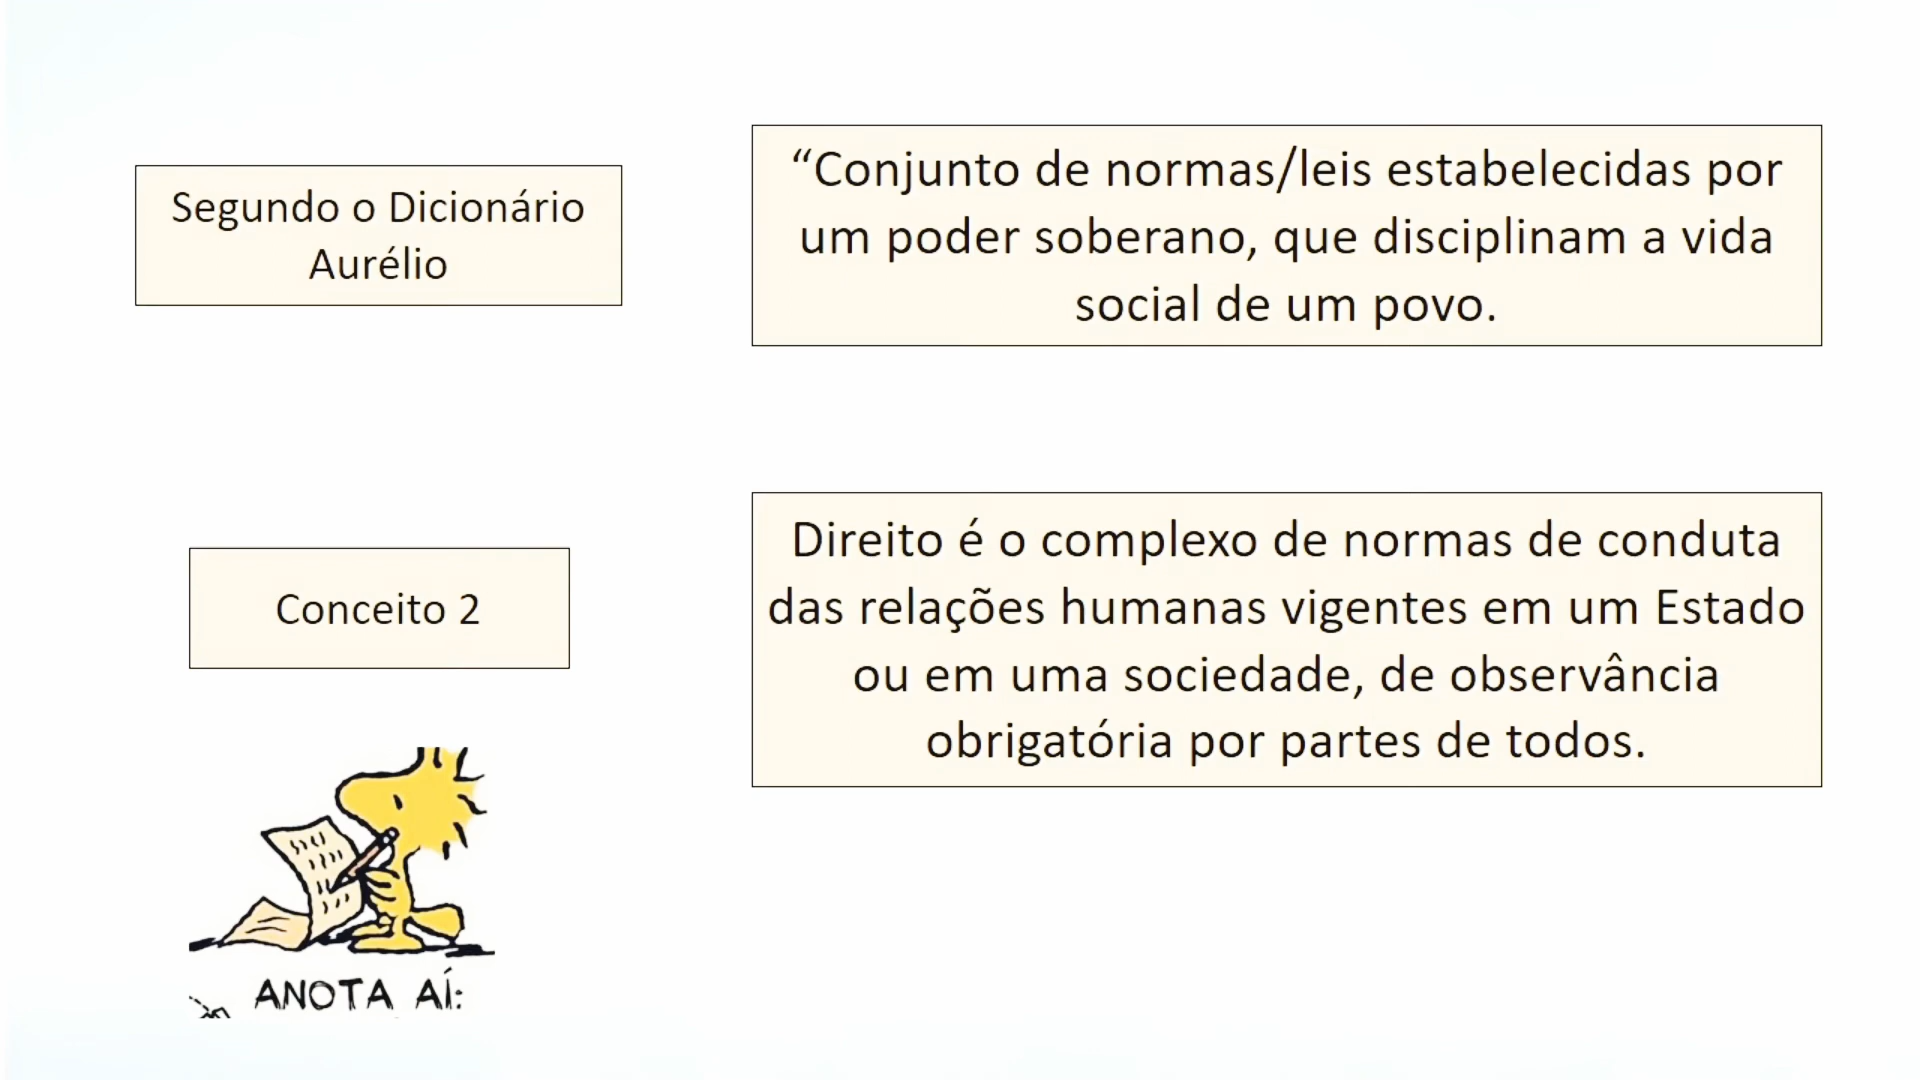 Segundo o Dicionário
Aurélio
“Conjunto de normas/leis estabelecidas por
um poder soberano, que disciplinam a vida
social de um povo.
Conceito 2
Direito é o complexo de normas de conduta
das relações humanas vigentes em um Estado
ou em uma sociedade, de observância
obrigatória por partes de todos.
ANOTA AÍ: